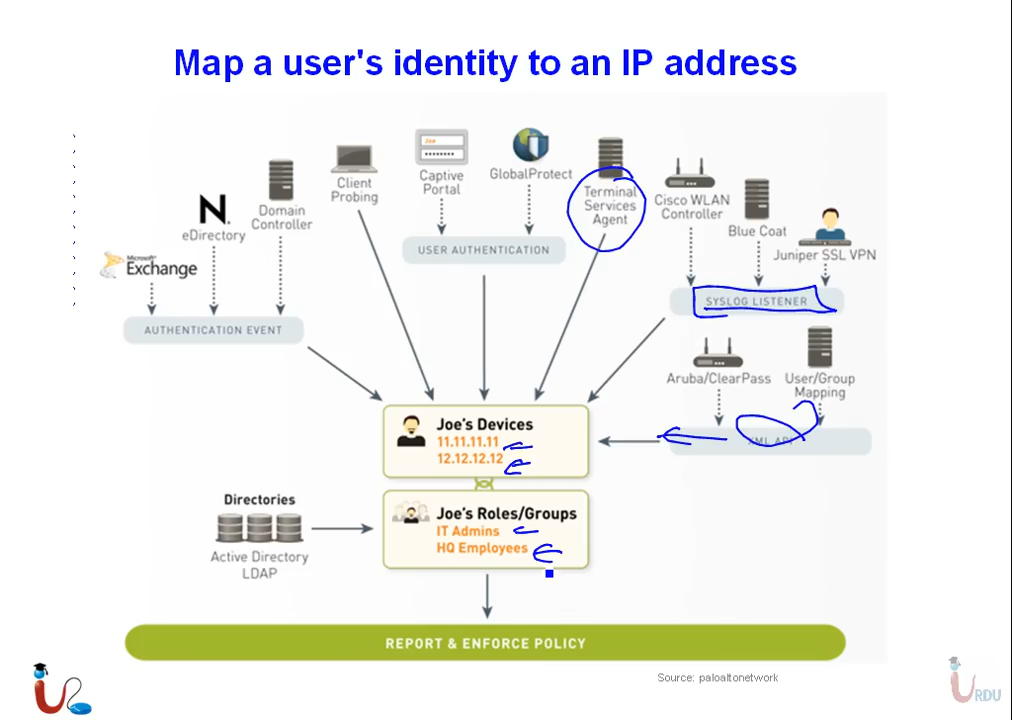 Map a user's identity to an IP address
Joe
Client
Probing
Captive
Portal
GlobalProtect
Terminal
Services
Agent
Cisco WLAN
Controller
Blue Coat
Juniper SSL VPN
N
eDirectory
Domain
Controller
Microsoft
Exchange
USER AUTHENTICATION
SYSLOG LISTENER
AUTHENTICATION EVENT
Aruba/ClearPass
User/Group
Mapping
XML API
Joe's Devices
11.11.11.11
12.12.12.12
Directories
Active Directory
LDAP
Joe's Roles/Groups
IT Admins
HQ Employees
REPORT & ENFORCE POLICY
Source: paloaltonetwork
URDU